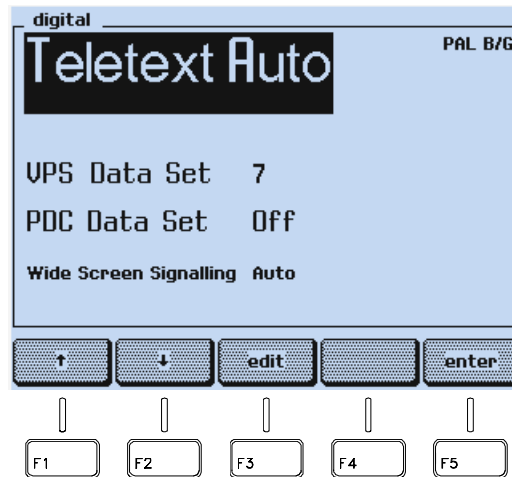 digital
PAL B/G
Teletext Auto
VPS Data Set 7
PDC Data Set Off
Wide Screen Signalling Auto
↑ ↓ edit enter
F1 F2 F3 F4 F5